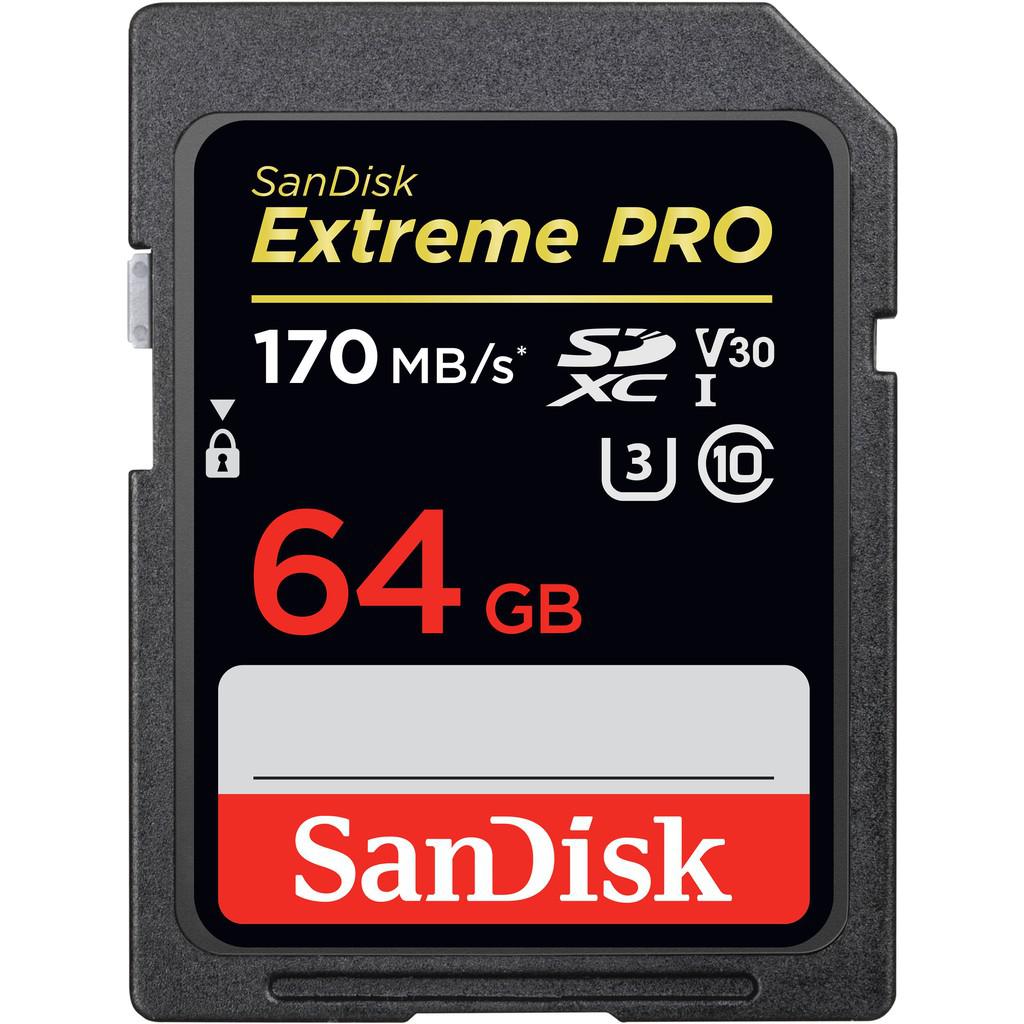 SanDisk
Extreme PRO
170 MB/s*
SD XC
V30
I
3
10
64 GB
SanDisk